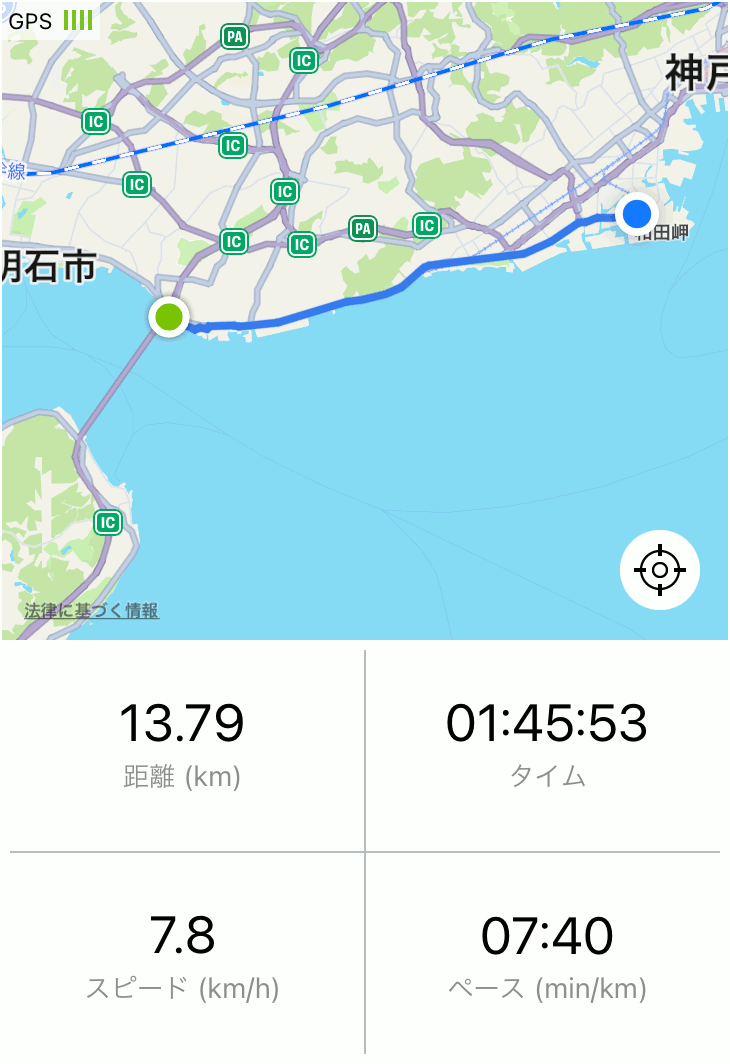 GPS
PA
IC
神戸
IC
IC
幹線
IC
IC
PA
IC
IC
IC
和田岬
明石市
IC
法律に基づく情報
13.79
01:45:53
距離 (km)
タイム
7.8
07:40
スピード (km/h)
ペース (min/km)